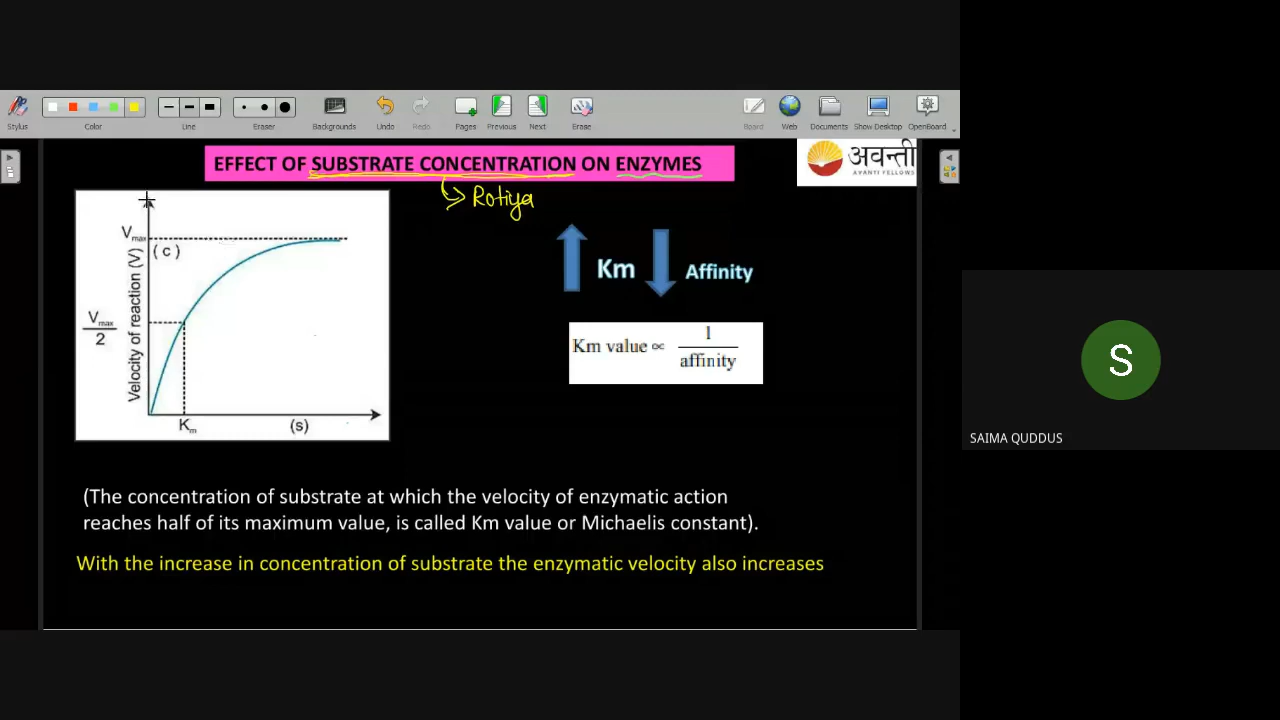 Stylus
Color
Line
Eraser
Backgrounds
Undo
Redo
Pages
Previous
Next
Erase
Board
Web
Documents
Show Desktop
OpenBoard
EFFECT OF SUBSTRATE CONCENTRATION ON ENZYMES
अवन्ती
AVANTI FELLOWS
Rotiya
Vmax
(c)
Vmax
2
Velocity of reaction (V)
Km
(s)
Km
Affinity
Km value ∝ 1
affinity
(The concentration of substrate at which the velocity of enzymatic action
reaches half of its maximum value, is called Km value or Michaelis constant).
With the increase in concentration of substrate the enzymatic velocity also increases
S
SAIMA QUDDUS